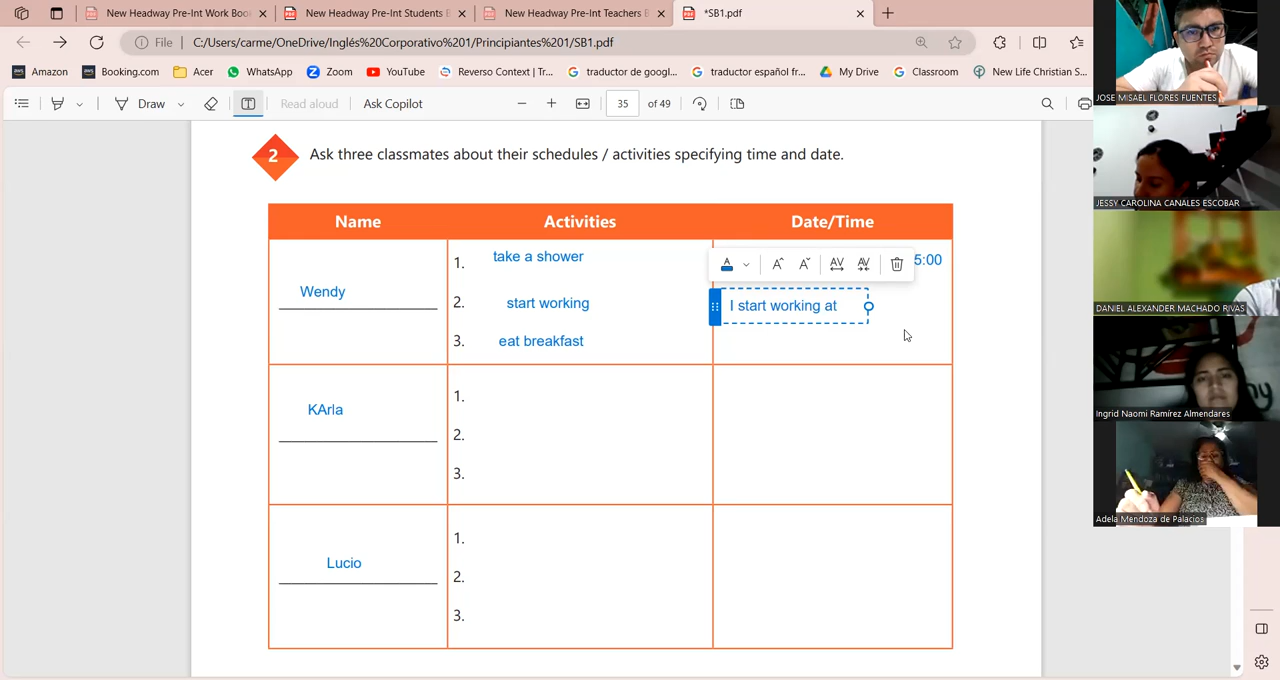 New Headway Pre-Int Work Boo
New Headway Pre-Int Students B
New Headway Pre-Int Teachers B
*SB1.pdf
File
C:/Users/carme/OneDrive/Inglés%20Corporativo%201/Principiantes%201/SB1.pdf
Amazon
Booking.com
Acer
WhatsApp
Zoom
YouTube
Reverso Context | Tr...
traductor de googl...
traductor español fr...
My Drive
Classroom
New Life Christian S...
Draw
Read aloud
Ask Copilot
35 of 49
2 Ask three classmates about their schedules / activities specifying time and date.
Name Activities Date/Time
Wendy
1. take a shower
5:00
2. start working
I start working at
3. eat breakfast
KArla
1.
2.
3.
Lucio
1.
2.
3.
JOSE MISAEL FLORES FUENTES
JESSY CAROLINA CANALES ESCOBAR
DANIEL ALEXANDER MACHADO RIVAS
Ingrid Naomi Ramírez Almendares
Adela Mendoza de Palacios